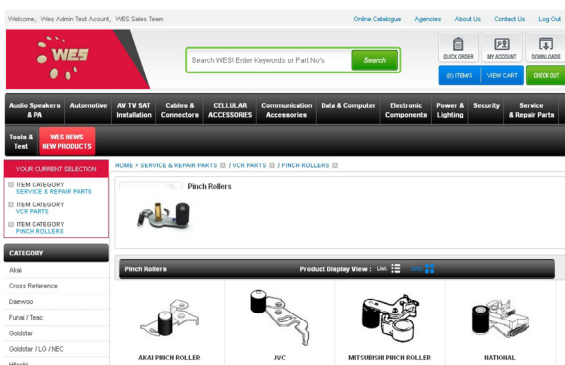 Welcome, Wes Admin Test Acount, WES Sales Team
Online Catalogue Agencies About Us Contact Us Log Out
WES
Search WES! Enter Keywords or Part No's
Search
QUICK ORDER MY ACCOUNT DOWNLOADS
(0) ITEMS VIEW CART CHECK OUT
Audio Speakers & PA
Automotive
AV TV SAT Installation
Cables & Connectors
CELLULAR ACCESSORIES
Communication Accessories
Data & Computer
Electronic Components
Power & Lighting
Security
Service & Repair Parts
Tools & Test
WES NEWS NEW PRODUCTS
YOUR CURRENT SELECTION
HOME > SERVICE & REPAIR PARTS / VCR PARTS / PINCH ROLLERS
ITEM CATEGORY
SERVICE & REPAIR PARTS
ITEM CATEGORY
VCR PARTS
ITEM CATEGORY
PINCH ROLLERS
Pinch Rollers
CATEGORY
Akai
Cross Reference
Daewoo
Funai / Teac
Goldstar
Goldstar / LG / NEC
Hitachi
Pinch Rollers
Product Display View : List
AKAI PINCH ROLLER
JVC
MITSUBISHI PINCH ROLLER
NATIONAL